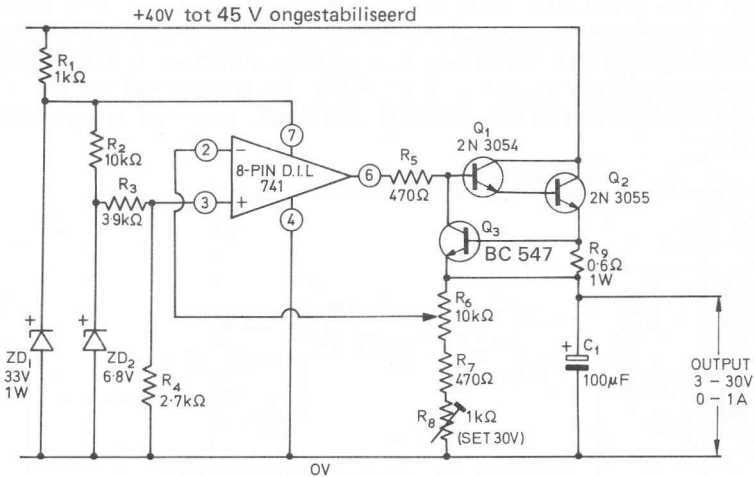 +40V tot 45 V ongestabiliseerd
R1
1kΩ
R2
10kΩ
R3
3·9kΩ
2
7
8-PIN D.I.L
741
3
4
6
R5
470Ω
Q1
2N 3054
Q2
2N 3055
Q3
BC 547
R9
0·6Ω
1W
R6
10kΩ
R7
470Ω
R8
1kΩ
(SET 30V)
+
C1
100µF
OUTPUT
3 – 30V
0 – 1A
+
ZD1
33V
1W
+
ZD2
6·8V
R4
2·7kΩ
−
+
0V